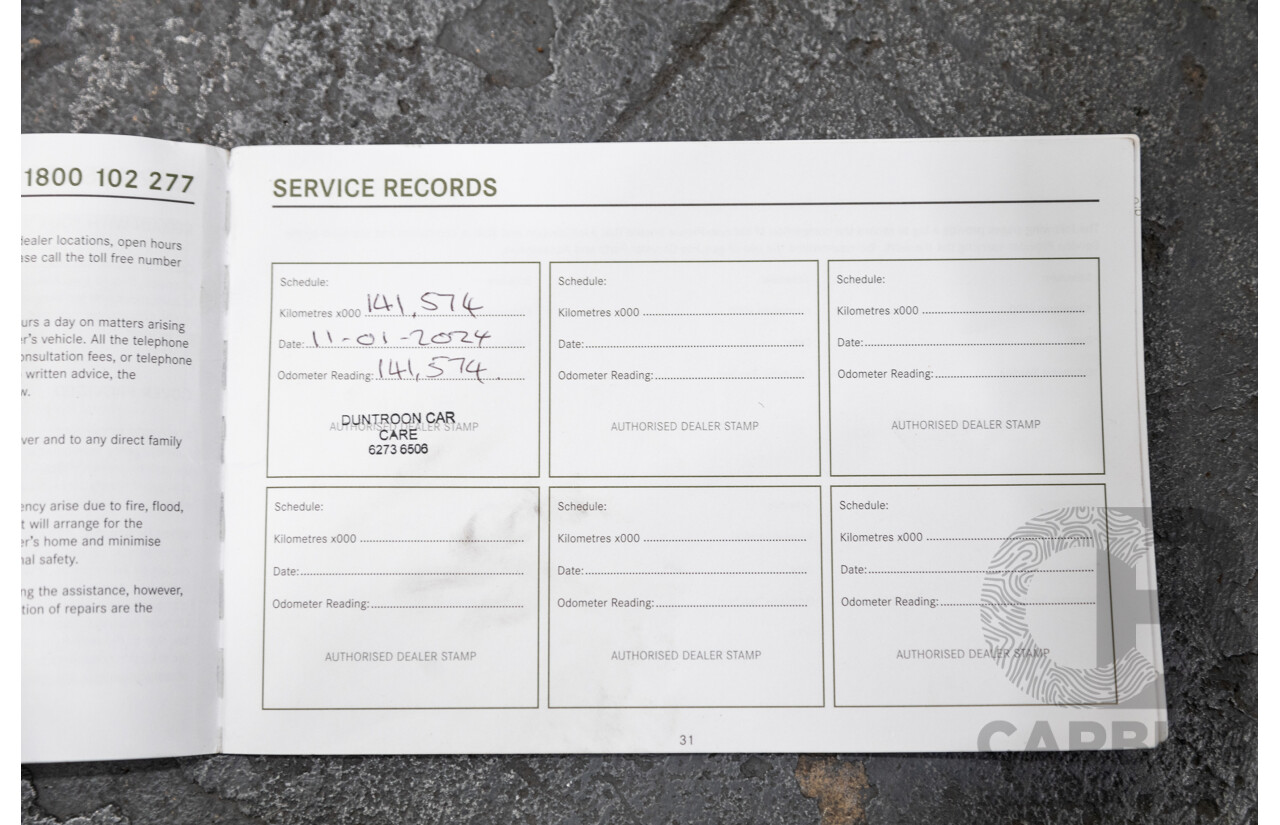 1800 102 277
dealer locations, open hours
ase call the toll free number
urs a day on matters arising
er's vehicle. All the telephone
onsultation fees, or telephone
written advice, the
w.
ver and to any direct family
ency arise due to fire, flood,
t will arrange for the
er's home and minimise
nal safety.
ng the assistance, however,
tion of repairs are the
SERVICE RECORDS
Schedule:
Kilometres x000 141,574
Date: 11-01-2024
Odometer Reading: 141,574
AUTHORISED DEALER STAMP
DUNTROON CAR
CARE
6273 6506
Schedule:
Kilometres x000
Date:
Odometer Reading:
AUTHORISED DEALER STAMP
Schedule:
Kilometres x000
Date:
Odometer Reading:
AUTHORISED DEALER STAMP
Schedule:
Kilometres x000
Date:
Odometer Reading:
AUTHORISED DEALER STAMP
Schedule:
Kilometres x000
Date:
Odometer Reading:
AUTHORISED DEALER STAMP
Schedule:
Kilometres x000
Date:
Odometer Reading:
AUTHORISED DEALER STAMP
31